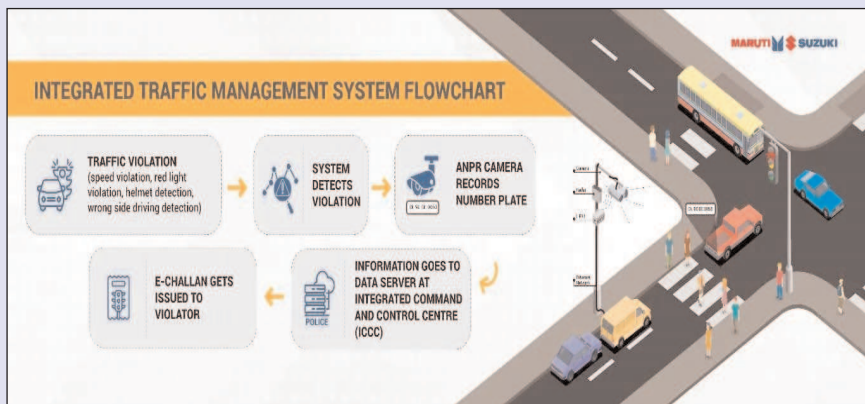 MARUTI SUZUKI
INTEGRATED TRAFFIC MANAGEMENT SYSTEM FLOWCHART
TRAFFIC VIOLATION
(speed violation, red light
violation, helmet detection,
wrong side driving detection)
SYSTEM
DETECTS
VIOLATION
ANPR CAMERA
RECORDS
NUMBER PLATE
E-CHALLAN GETS
ISSUED TO
VIOLATOR
POLICE
INFORMATION GOES TO
DATA SERVER AT
INTEGRATED COMMAND
AND CONTROL CENTRE
(ICCC)